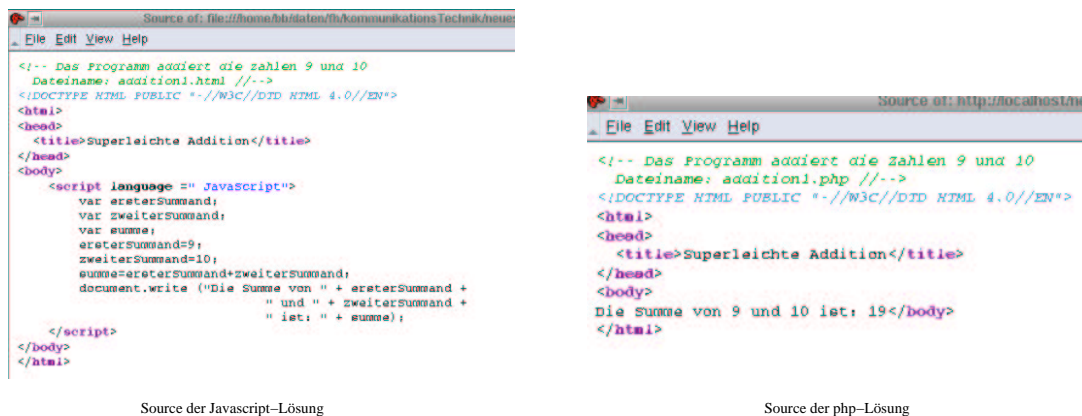 Source of: file:///home/bb/daten/fh/kommunikationsTechnik/neues
File Edit View Help
<!-- Das Programm addiert die zahlen 9 und 10
Dateiname: addition1.html //-->
<!DOCTYPE HTML PUBLIC "-//W3C//DTD HTML 4.0//EN">
<html>
<head>
<title>Superleichte Addition</title>
</head>
<body>
<script language =" JavaScript">
var ersterSummand;
var zweiterSummand;
var summe;
ersterSummand=9;
zweiterSummand=10;
summe=ersterSummand+zweiterSummand;
document.write ("Die Summe von " + ersterSummand +
" und " + zweiterSummand +
" ist: " + summe);
</script>
</body>
</html>
Source der Javascript–Lösung
Source of: http://localhost/ne
File Edit View Help
<!-- Das Programm addiert die Zahlen 9 und 10
Dateiname: addition1.php //-->
<!DOCTYPE HTML PUBLIC "-//W3C//DTD HTML 4.0//EN">
<html>
<head>
<title>Superleichte Addition</title>
</head>
<body>
Die Summe von 9 und 10 ist: 19</body>
</html>
Source der php–Lösung